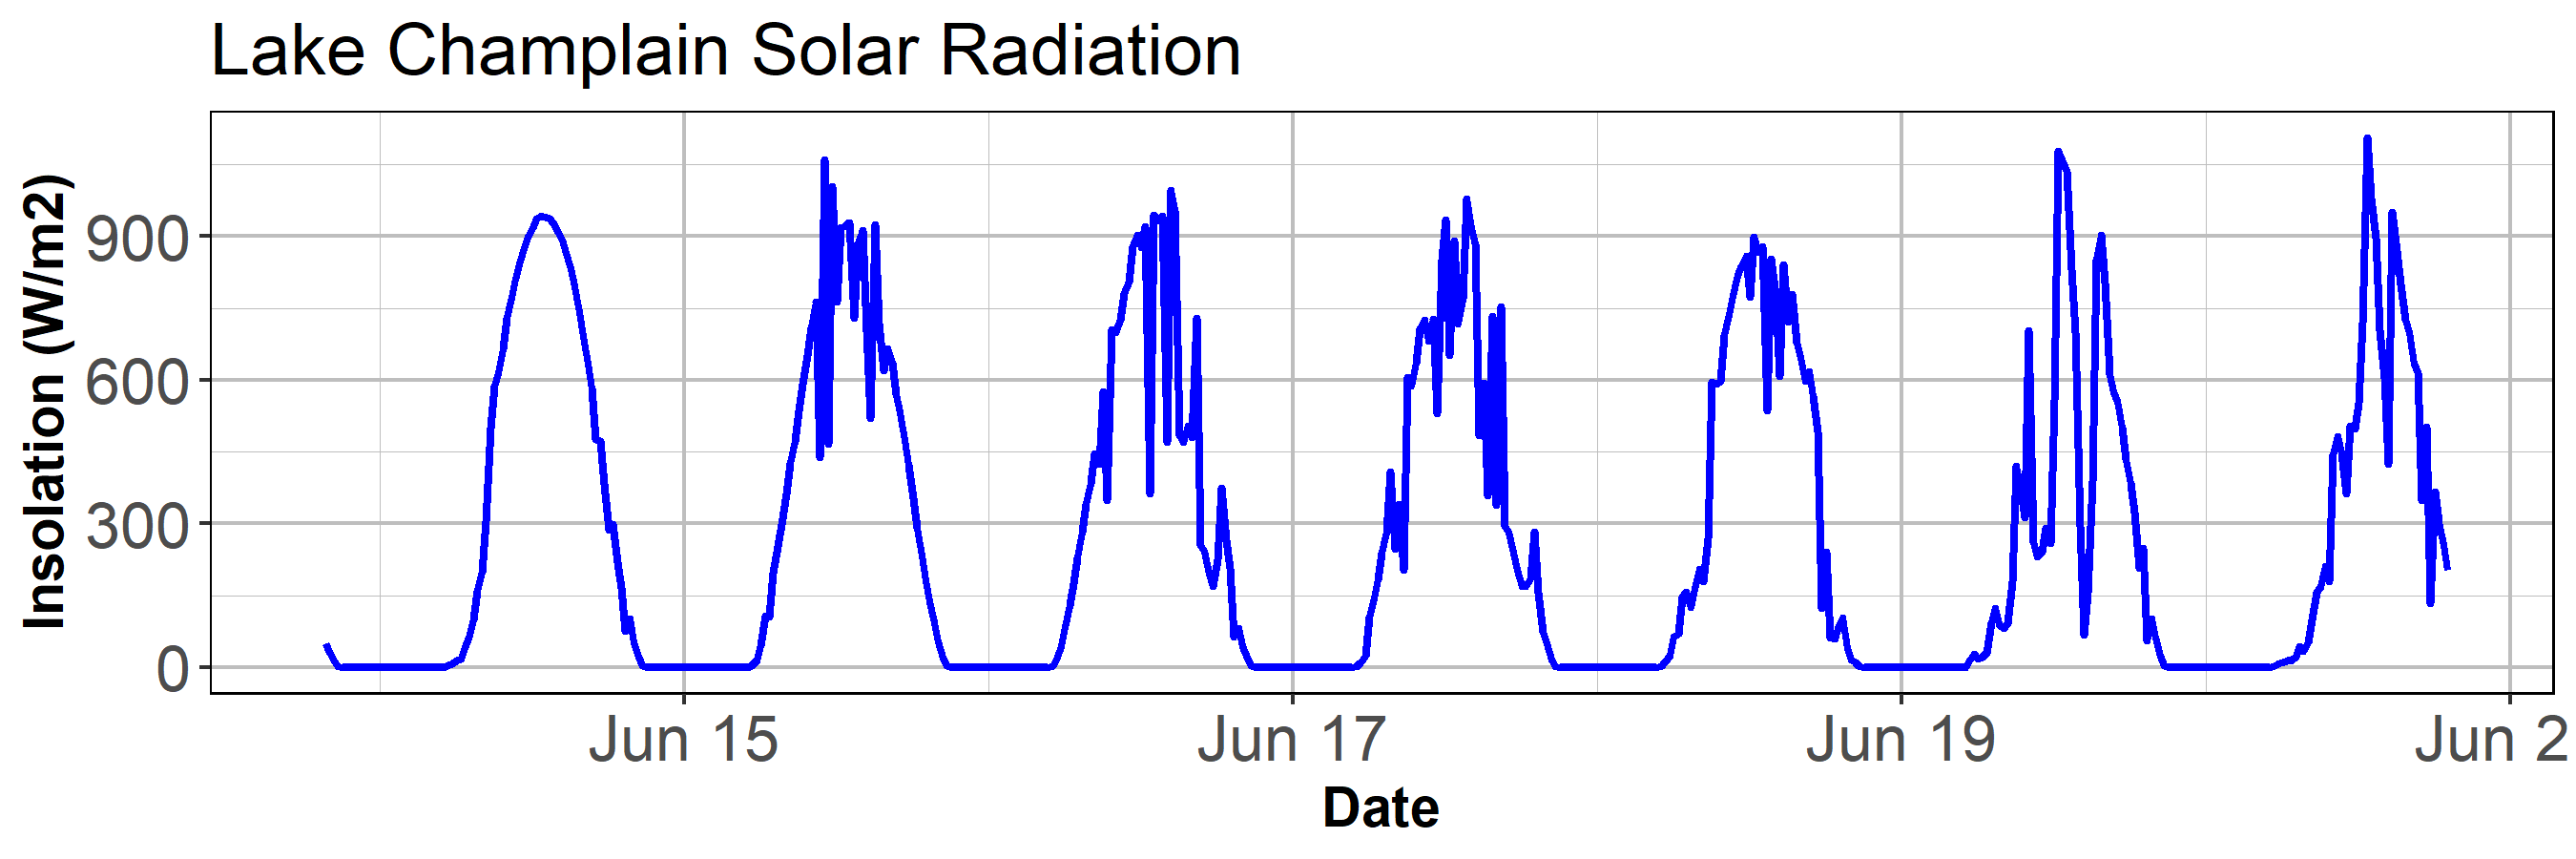 Lake Champlain Solar Radiation
Insolation (W/m2)
900
600
300
0
Jun 15
Jun 17
Jun 19
Jun 2
Date